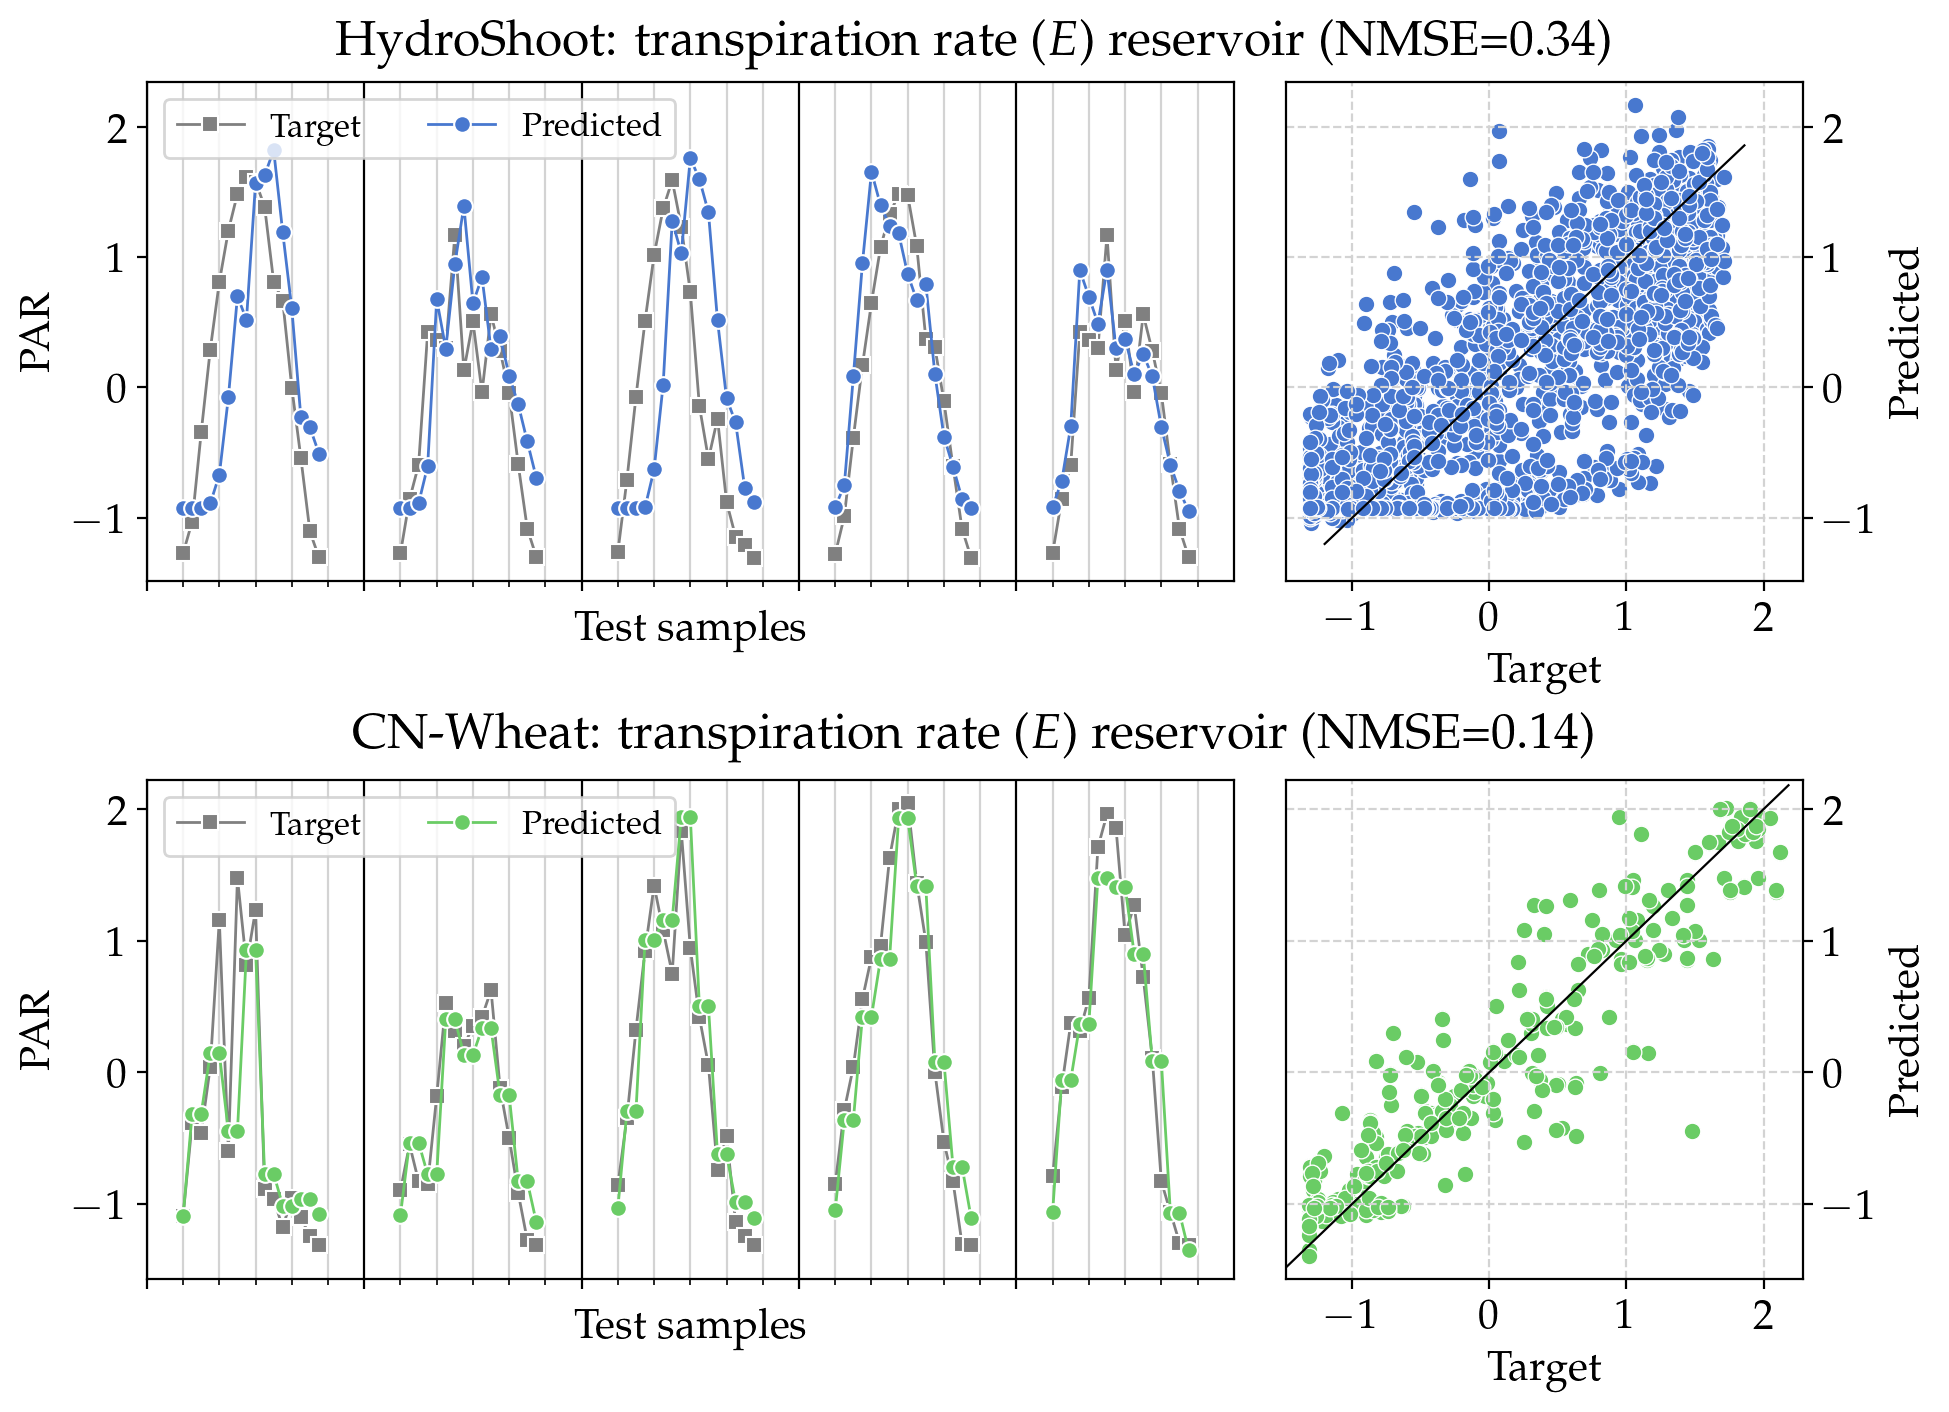 HydroShoot: transpiration rate (E) reservoir (NMSE=0.34)
Target
Predicted
2
1
0
−1
PAR
Test samples
2
1
0
−1
Predicted
−1 0 1 2
Target
CN-Wheat: transpiration rate (E) reservoir (NMSE=0.14)
Target
Predicted
2
1
0
−1
PAR
Test samples
2
1
0
−1
Predicted
−1 0 1 2
Target